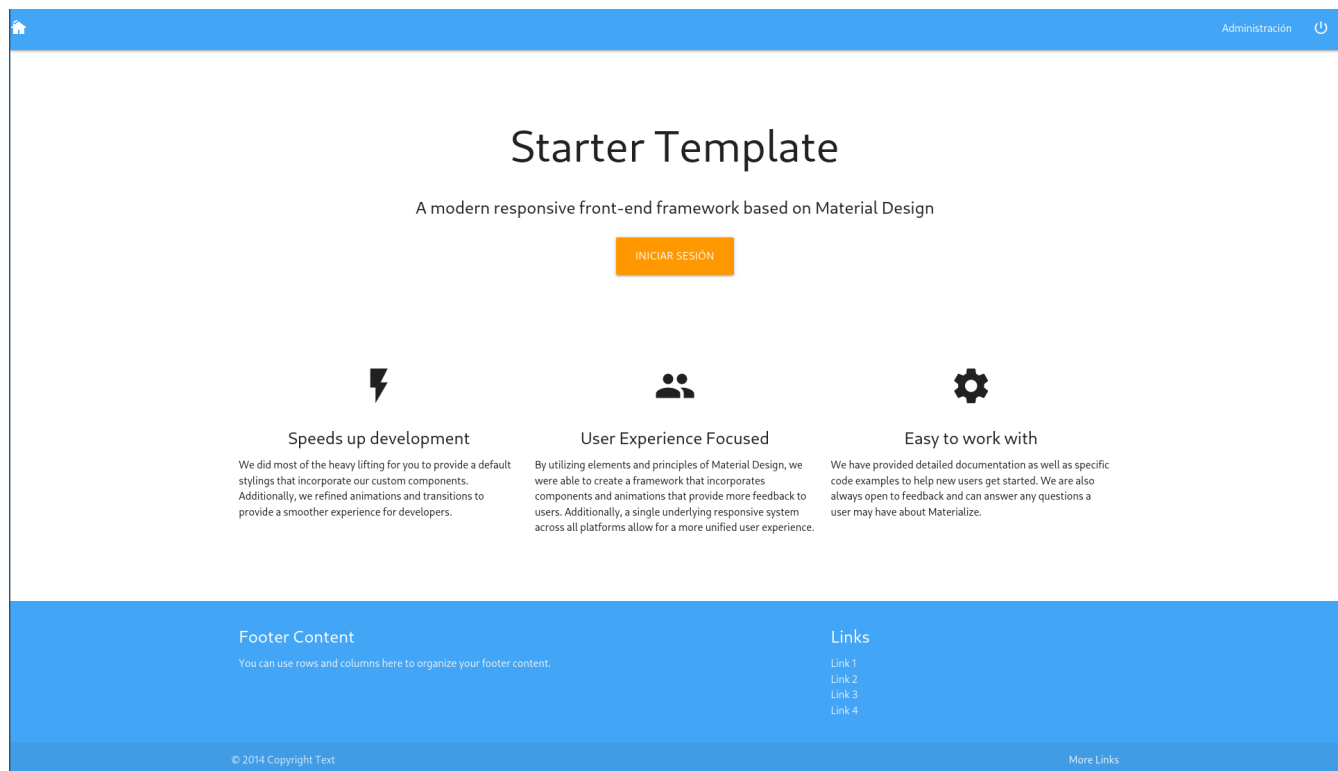 Administración
Starter Template
A modern responsive front-end framework based on Material Design
INICIAR SESIÓN
Speeds up development
We did most of the heavy lifting for you to provide a default
stylings that incorporate our custom components.
Additionally, we refined animations and transitions to
provide a smoother experience for developers.
User Experience Focused
By utilizing elements and principles of Material Design, we
were able to create a framework that incorporates
components and animations that provide more feedback to
users. Additionally, a single underlying responsive system
across all platforms allow for a more unified user experience.
Easy to work with
We have provided detailed documentation as well as specific
code examples to help new users get started. We are also
always open to feedback and can answer any questions a
user may have about Materialize.
Footer Content
You can use rows and columns here to organize your footer content.
Links
Link 1
Link 2
Link 3
Link 4
© 2014 Copyright Text
More Links